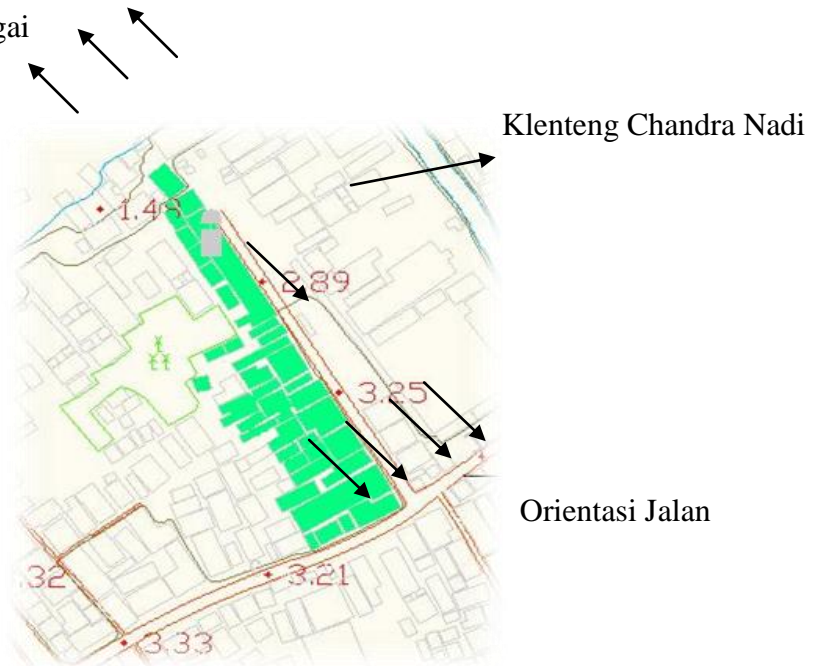 gai
Klenteng Chandra Nadi
1.48
2.89
3.25
Orientasi Jalan
.32
3.21
3.33